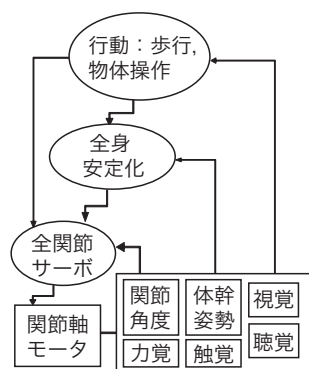 行動：歩行,
物体操作
全身
安定化
全関節
サーボ
関節軸
モータ
関節
角度
体幹
姿勢
視覚
力覚
触覚
聴覚